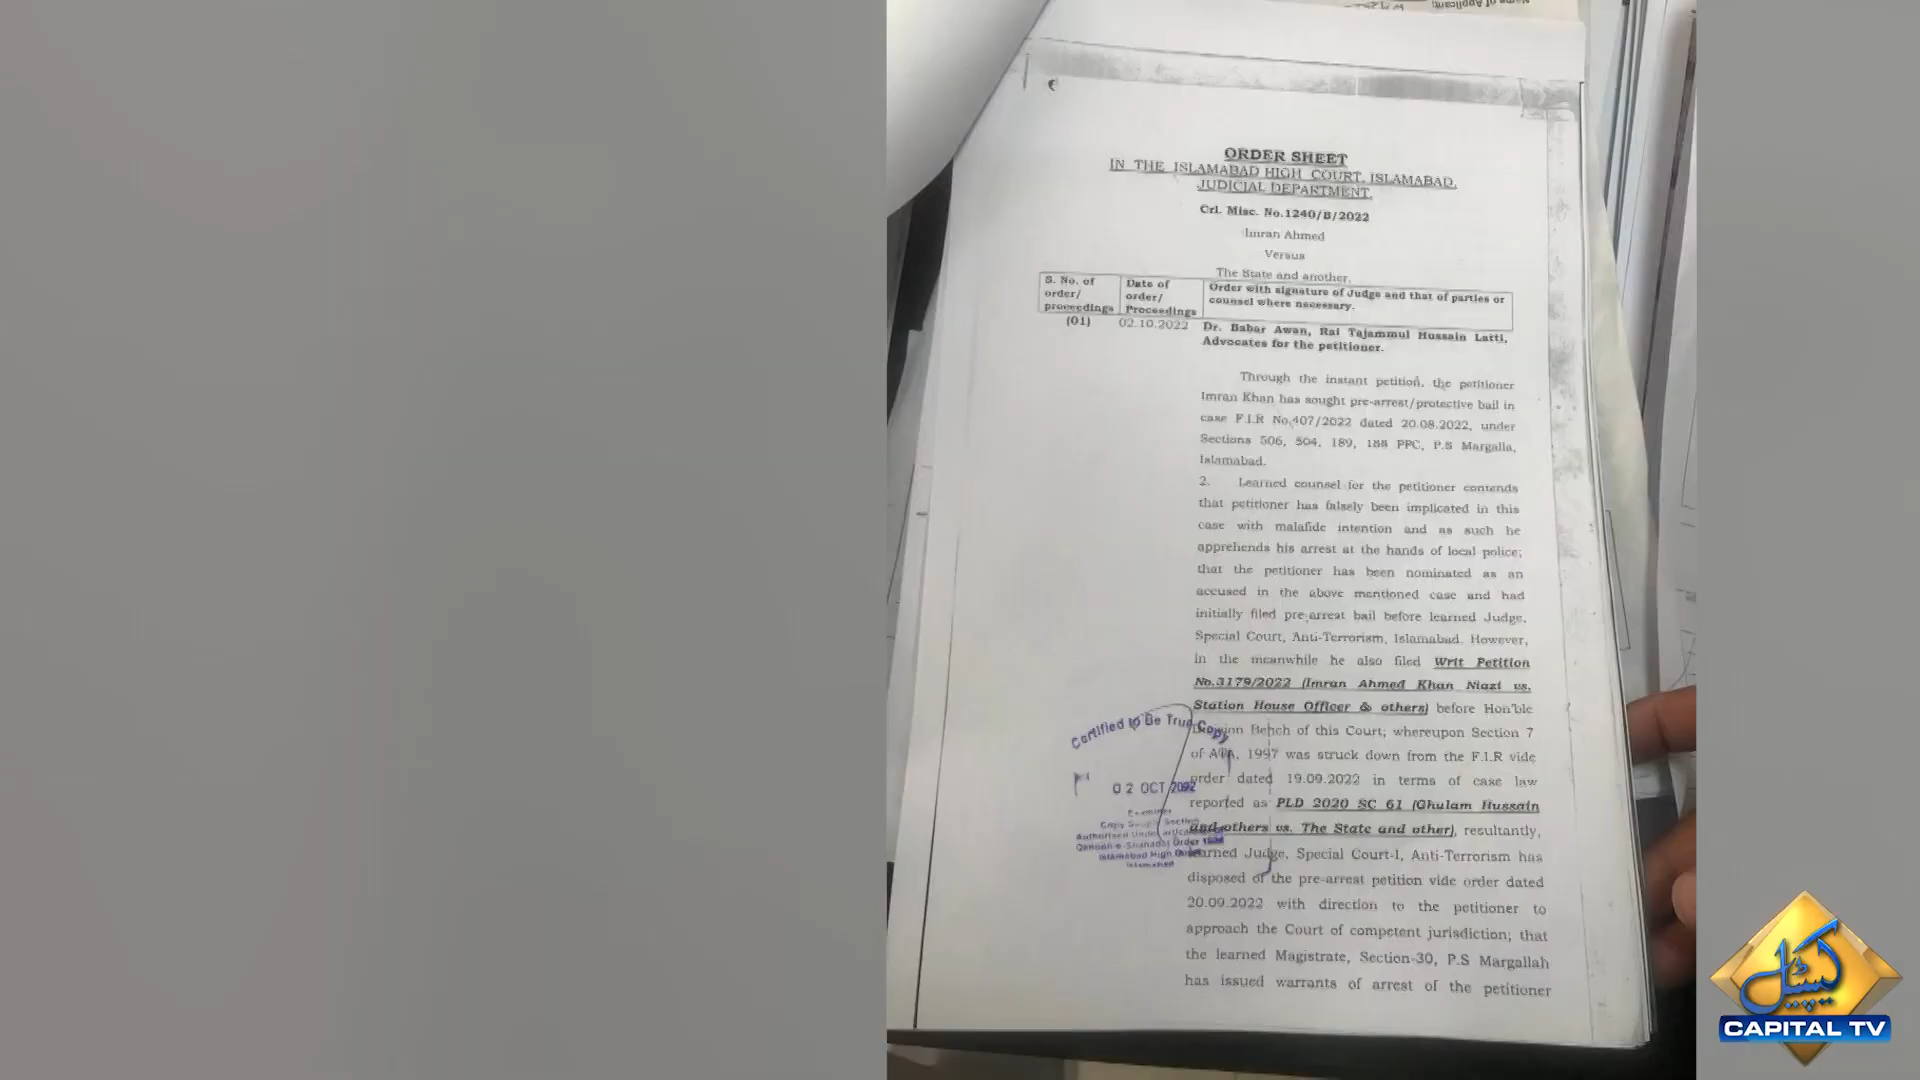 ORDER SHEET
IN THE ISLAMABAD HIGH COURT, ISLAMABAD,
JUDICIAL DEPARTMENT.
Crl. Misc. No.1240/B/2022
Imran Ahmed
Versus
The State and another,
S. No. of order/ proceedings
Date of order/ Proceedings
Order with signature of Judge and that of parties or
counsel where necessary.
(01) 02.10.2022 Dr. Babar Awan, Rai Tajammul Hussain Latti,
Advocates for the petitioner.
Through the instant petition, the petitioner
Imran Khan has sought pre-arrest/protective bail in
case F.I.R No.407/2022 dated 20.08.2022, under
Sections 506, 504, 189, 188 PPC, P.S Margalla,
Islamabad.
2. Learned counsel for the petitioner contends
that petitioner has falsely been implicated in this
case with malafide intention and as such he
apprehends his arrest at the hands of local police;
that the petitioner has been nominated as an
accused in the above mentioned case and had
initially filed pre-arrest bail before learned Judge,
Special Court, Anti-Terrorism, Islamabad. However,
in the meanwhile he also filed Writ Petition
No.3179/2022 (Imran Ahmed Khan Niazi vs.
Station House Officer & others) before Hon'ble
Division Bench of this Court; whereupon Section 7
of ATA, 1997 was struck down from the F.I.R vide
order dated 19.09.2022 in terms of case law
reported as PLD 2020 SC 61 (Ghulam Hussain
and others vs. The State and other), resultantly,
learned Judge, Special Court-I, Anti-Terrorism has
disposed of the pre-arrest petition vide order dated
20.09.2022 with direction to the petitioner to
approach the Court of competent jurisdiction; that
the learned Magistrate, Section-30, P.S Margallah
has issued warrants of arrest of the petitioner
Certified to Be True Copy
02 OCT
Examiner
Copy Section
Authorised Under
Qanoon-e-Shahadat Order
Islamabad High Court
Islamabad
کیپیٹل
CAPITAL TV